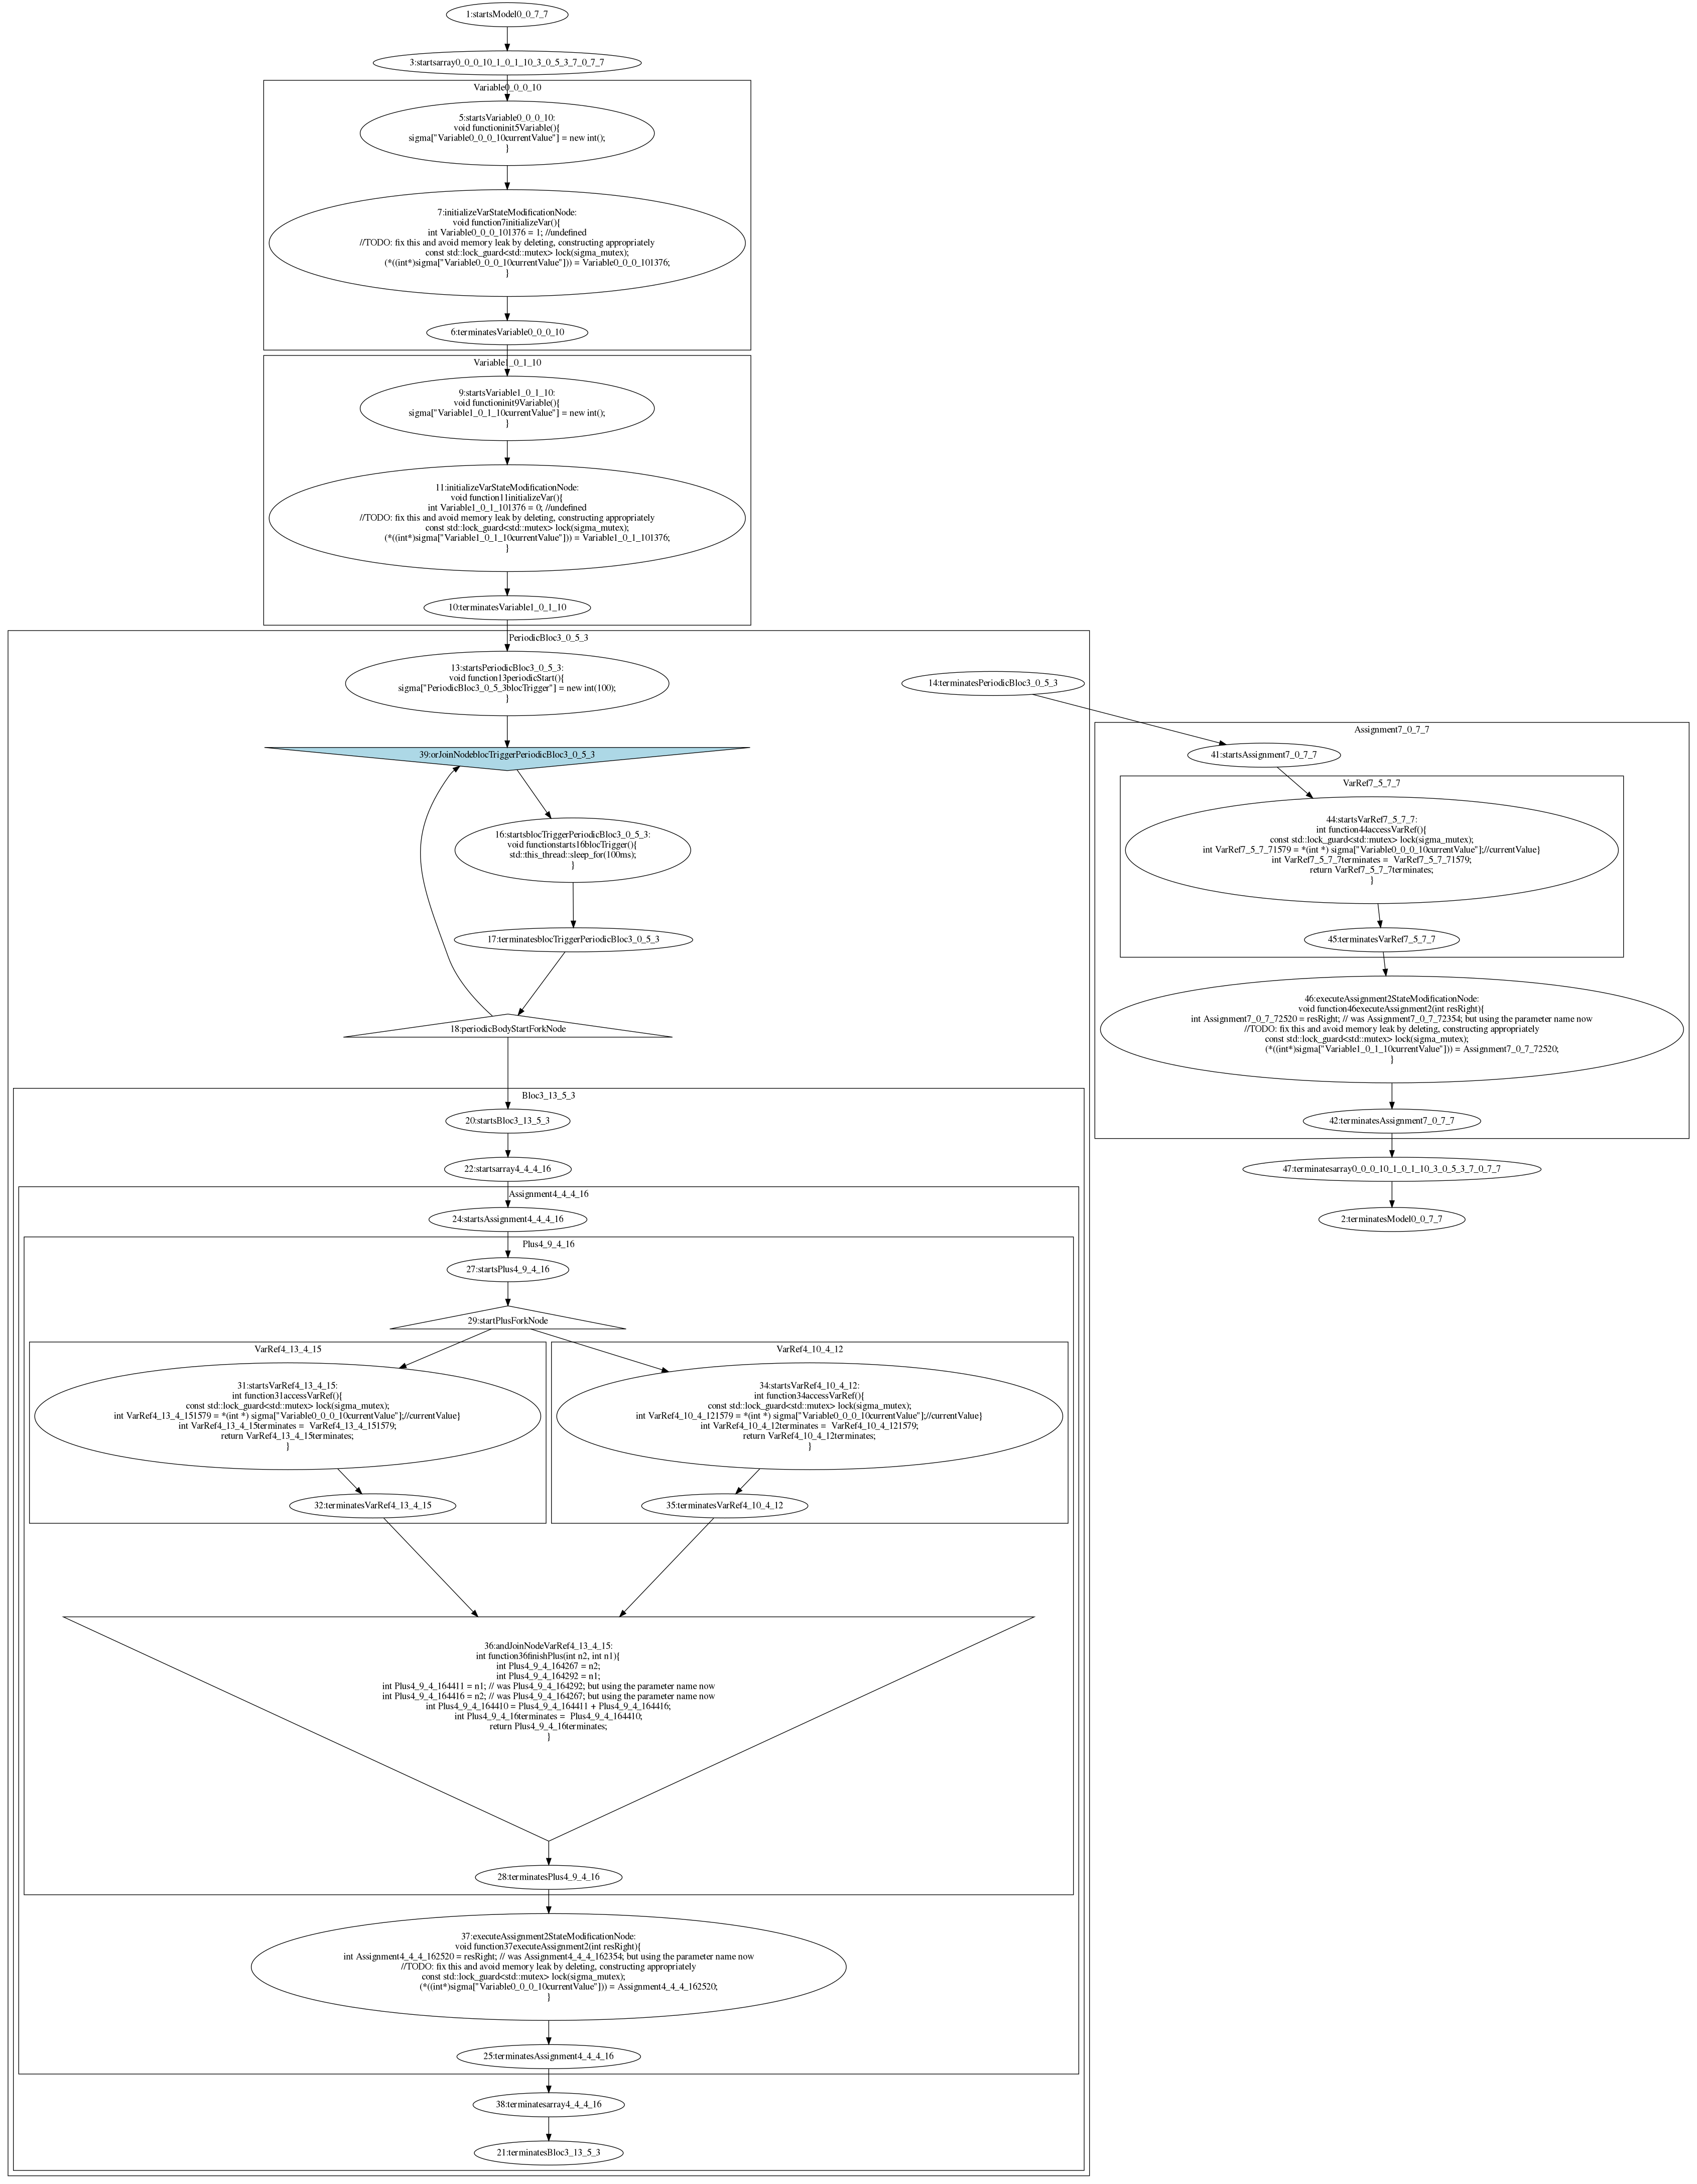 1:startsModel0_0_7_7
3:startsarray0_0_0_10_1_0_1_10_3_0_5_3_7_0_7_7
Variable0_0_0_10
5:startsVariable0_0_0_10:
void functioninit5Variable(){
sigma["Variable0_0_0_10currentValue"] = new int();
}
7:initializeVarStateModificationNode:
void function7initializeVar(){
int Variable0_0_0_101376 = 1; //undefined
//TODO: fix this and avoid memory leak by deleting, constructing appropriately
const std::lock_guard<std::mutex> lock(sigma_mutex);
(*((int*)sigma["Variable0_0_0_10currentValue"])) = Variable0_0_0_101376;
}
6:terminatesVariable0_0_0_10
Variable1_0_1_10
9:startsVariable1_0_1_10:
void functioninit9Variable(){
sigma["Variable1_0_1_10currentValue"] = new int();
}
11:initializeVarStateModificationNode:
void function11initializeVar(){
int Variable1_0_1_101376 = 0; //undefined
//TODO: fix this and avoid memory leak by deleting, constructing appropriately
const std::lock_guard<std::mutex> lock(sigma_mutex);
(*((int*)sigma["Variable1_0_1_10currentValue"])) = Variable1_0_1_101376;
}
10:terminatesVariable1_0_1_10
PeriodicBloc3_0_5_3
13:startsPeriodicBloc3_0_5_3:
void function13periodicStart(){
sigma["PeriodicBloc3_0_5_3blocTrigger"] = new int(100);
}
14:terminatesPeriodicBloc3_0_5_3
39:orJoinNodeblocTriggerPeriodicBloc3_0_5_3
16:startsblocTriggerPeriodicBloc3_0_5_3:
void functionstarts16blocTrigger(){
std::this_thread::sleep_for(100ms);
}
17:terminatesblocTriggerPeriodicBloc3_0_5_3
18:periodicBodyStartForkNode
Assignment7_0_7_7
41:startsAssignment7_0_7_7
VarRef7_5_7_7
44:startsVarRef7_5_7_7:
int function44accessVarRef(){
const std::lock_guard<std::mutex> lock(sigma_mutex);
int VarRef7_5_7_71579 = *(int *) sigma["Variable0_0_0_10currentValue"];//currentValue}
int VarRef7_5_7_7terminates =  VarRef7_5_7_71579;
return VarRef7_5_7_7terminates;
}
45:terminatesVarRef7_5_7_7
46:executeAssignment2StateModificationNode:
void function46executeAssignment2(int resRight){
int Assignment7_0_7_72520 = resRight; // was Assignment7_0_7_72354; but using the parameter name now
//TODO: fix this and avoid memory leak by deleting, constructing appropriately
const std::lock_guard<std::mutex> lock(sigma_mutex);
(*((int*)sigma["Variable1_0_1_10currentValue"])) = Assignment7_0_7_72520;
}
42:terminatesAssignment7_0_7_7
47:terminatesarray0_0_0_10_1_0_1_10_3_0_5_3_7_0_7_7
2:terminatesModel0_0_7_7
Bloc3_13_5_3
20:startsBloc3_13_5_3
22:startsarray4_4_4_16
Assignment4_4_4_16
24:startsAssignment4_4_4_16
Plus4_9_4_16
27:startsPlus4_9_4_16
29:startPlusForkNode
VarRef4_13_4_15
31:startsVarRef4_13_4_15:
int function31accessVarRef(){
const std::lock_guard<std::mutex> lock(sigma_mutex);
int VarRef4_13_4_151579 = *(int *) sigma["Variable0_0_0_10currentValue"];//currentValue}
int VarRef4_13_4_15terminates =  VarRef4_13_4_151579;
return VarRef4_13_4_15terminates;
}
32:terminatesVarRef4_13_4_15
VarRef4_10_4_12
34:startsVarRef4_10_4_12:
int function34accessVarRef(){
const std::lock_guard<std::mutex> lock(sigma_mutex);
int VarRef4_10_4_121579 = *(int *) sigma["Variable0_0_0_10currentValue"];//currentValue}
int VarRef4_10_4_12terminates =  VarRef4_10_4_121579;
return VarRef4_10_4_12terminates;
}
35:terminatesVarRef4_10_4_12
36:andJoinNodeVarRef4_13_4_15:
int function36finishPlus(int n2, int n1){
int Plus4_9_4_164267 = n2;
int Plus4_9_4_164292 = n1;
int Plus4_9_4_164411 = n1; // was Plus4_9_4_164292; but using the parameter name now
int Plus4_9_4_164416 = n2; // was Plus4_9_4_164267; but using the parameter name now
int Plus4_9_4_164410 = Plus4_9_4_164411 + Plus4_9_4_164416;
int Plus4_9_4_16terminates =  Plus4_9_4_164410;
return Plus4_9_4_16terminates;
}
28:terminatesPlus4_9_4_16
37:executeAssignment2StateModificationNode:
void function37executeAssignment2(int resRight){
int Assignment4_4_4_162520 = resRight; // was Assignment4_4_4_162354; but using the parameter name now
//TODO: fix this and avoid memory leak by deleting, constructing appropriately
const std::lock_guard<std::mutex> lock(sigma_mutex);
(*((int*)sigma["Variable0_0_0_10currentValue"])) = Assignment4_4_4_162520;
}
25:terminatesAssignment4_4_4_16
38:terminatesarray4_4_4_16
21:terminatesBloc3_13_5_3